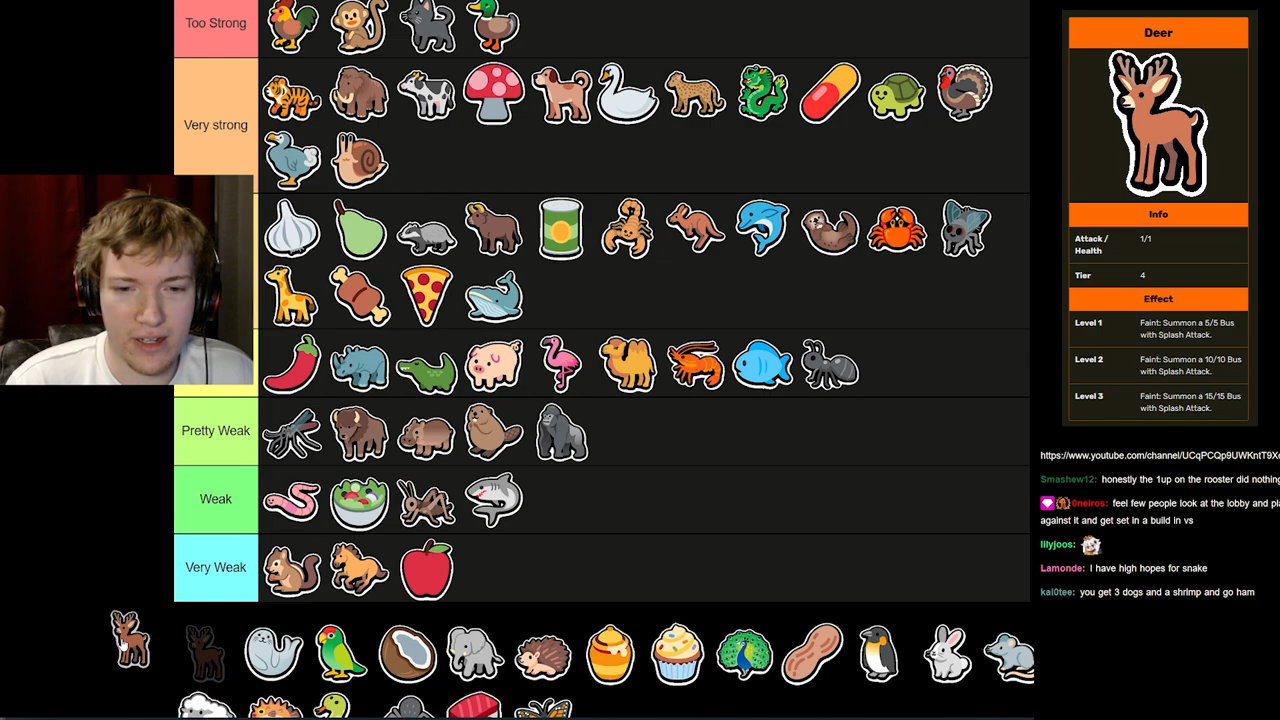 Too Strong
Very strong
Pretty Weak
Weak
Very Weak
Deer
Info
Attack /
Health
1/1
Tier
4
Effect
Level 1
Faint: Summon a 5/5 Bus
with Splash Attack.
Level 2
Faint: Summon a 10/10 Bus
with Splash Attack.
Level 3
Faint: Summon a 15/15 Bus
with Splash Attack.
https://www.youtube.com/channel/UCqPCQp9UWKntT9X
Smashew12: honestly the 1up on the rooster did nothing
0neiros: feel few people look at the lobby and pl
against it and get set in a build in vs
lilyjoos:
Lamonde: I have high hopes for snake
kal0tee: you get 3 dogs and a shrimp and go ham